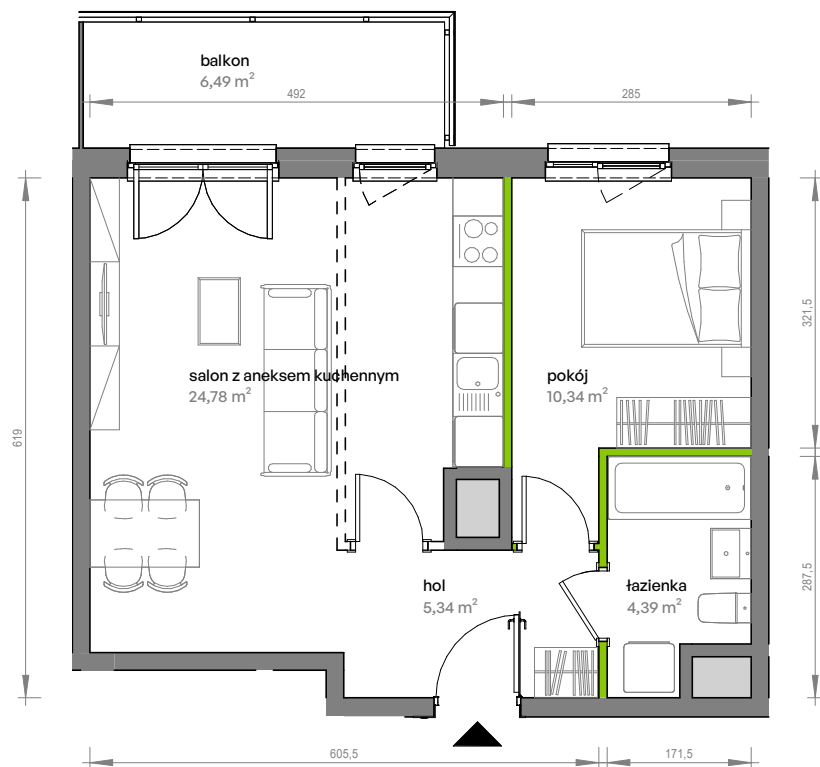 balkon
6,49 m²
492
285
619
321,5
salon z aneksem kuchennym
24,78 m²
pokój
10,34 m²
hol
5,34 m²
łazienka
4,39 m²
287,5
605,5
171,5